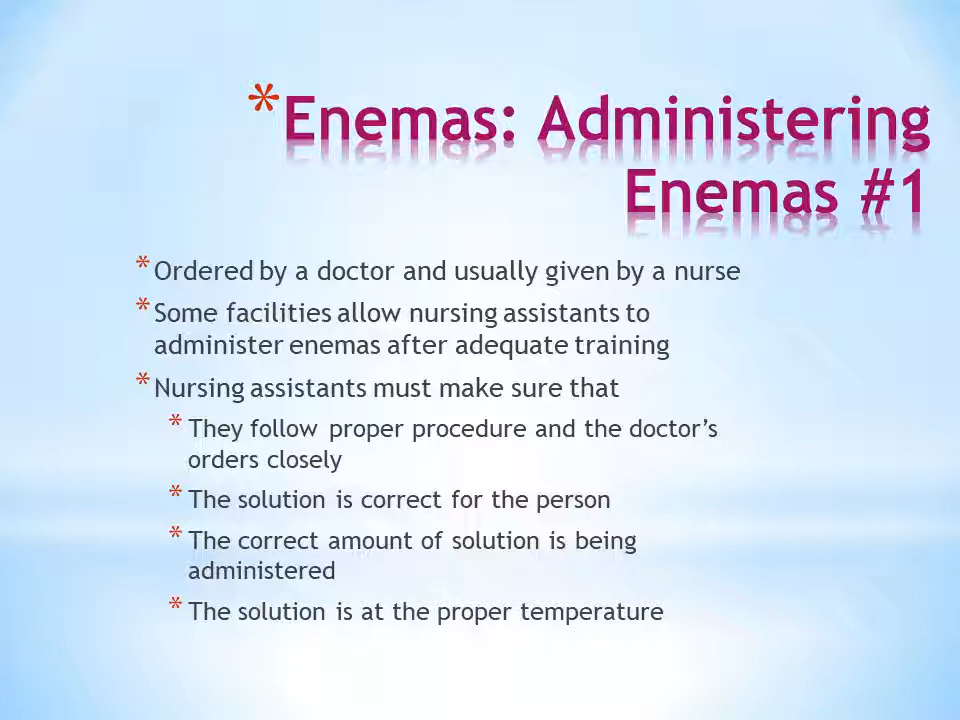 * Enemas: Administering
Enemas #1
* Ordered by a doctor and usually given by a nurse
* Some facilities allow nursing assistants to
administer enemas after adequate training
* Nursing assistants must make sure that
* They follow proper procedure and the doctor’s
orders closely
* The solution is correct for the person
* The correct amount of solution is being
administered
* The solution is at the proper temperature